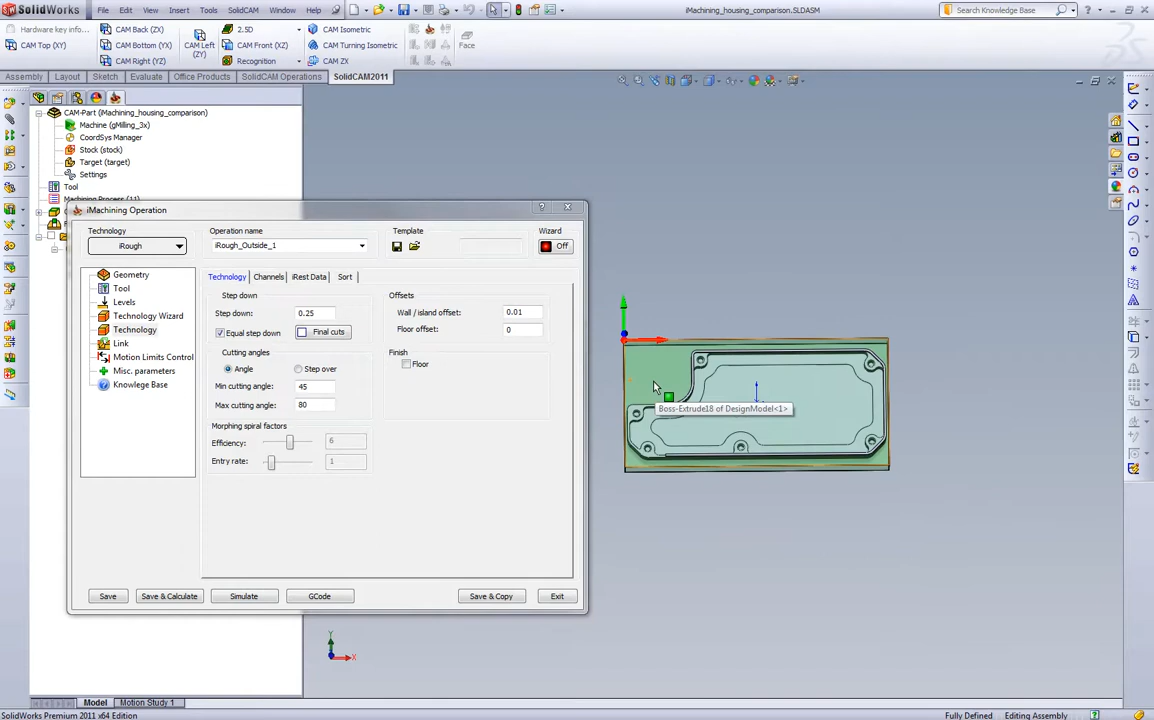 SolidWorks File Edit View Insert Tools SolidCAM Window Help iMachining_housing_comparison.SLDASM Search Knowledge Base
Hardware key info... CAM Back (ZX) 2.5D CAM Isometric
CAM Top (XY) CAM Bottom (YX) CAM Left (ZY) CAM Front (XZ) CAM Turning Isometric Face
CAM Right (YZ) Recognition CAM ZX
Assembly Layout Sketch Evaluate Office Products SolidCAM Operations SolidCAM2011
CAM-Part (iMachining_housing_comparison)
Machine (gMilling_3x)
CoordSys Manager
Stock (stock)
Target (target)
Settings
Tool
Machining Process (11)
iMachining Operation
Technology Operation name Template Wizard
iRough iRough_Outside_1 Off
Geometry
Tool
Levels
Technology Wizard
Technology
Link
Motion Limits Control
Misc. parameters
Knowlege Base
Technology Channels iRest Data Sort
Step down Offsets
Step down: 0.25 Wall / island offset: 0.01
Equal step down Final cuts Floor offset: 0
Cutting angles Finish
Angle Step over Floor
Min cutting angle: 45
Max cutting angle: 80
Morphing spiral factors
Efficiency: 6
Entry rate: 1
Save Save & Calculate Simulate GCode Save & Copy Exit
Boss-Extrude18 of DesignModel<1>
Y
X
Model Motion Study 1
SolidWorks Premium 2011 x64 Edition Fully Defined Editing Assembly